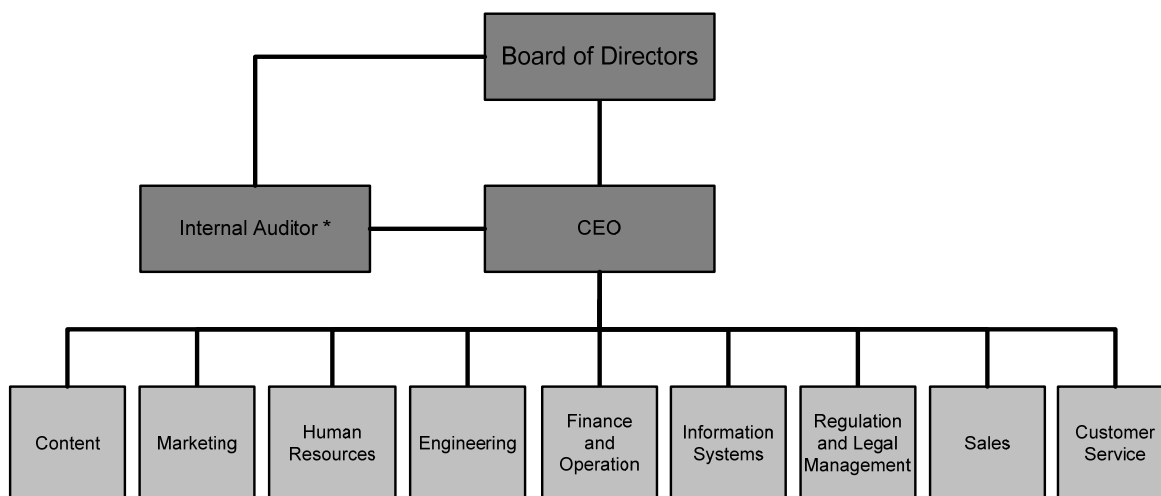 Board of Directors
Internal Auditor *
CEO
Content
Marketing
Human
Resources
Engineering
Finance
and
Operation
Information
Systems
Regulation
and Legal
Management
Sales
Customer
Service